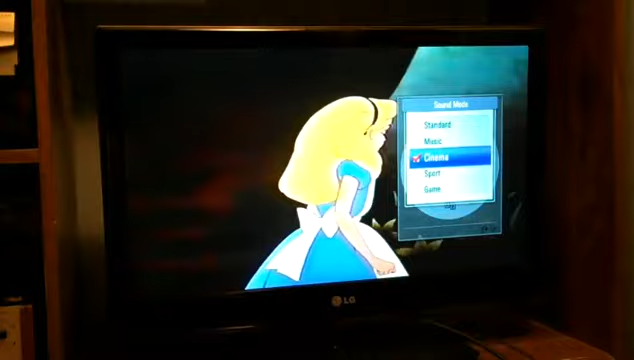 Sound Mode
Standard
Music
Cinema
Sport
Game
LG